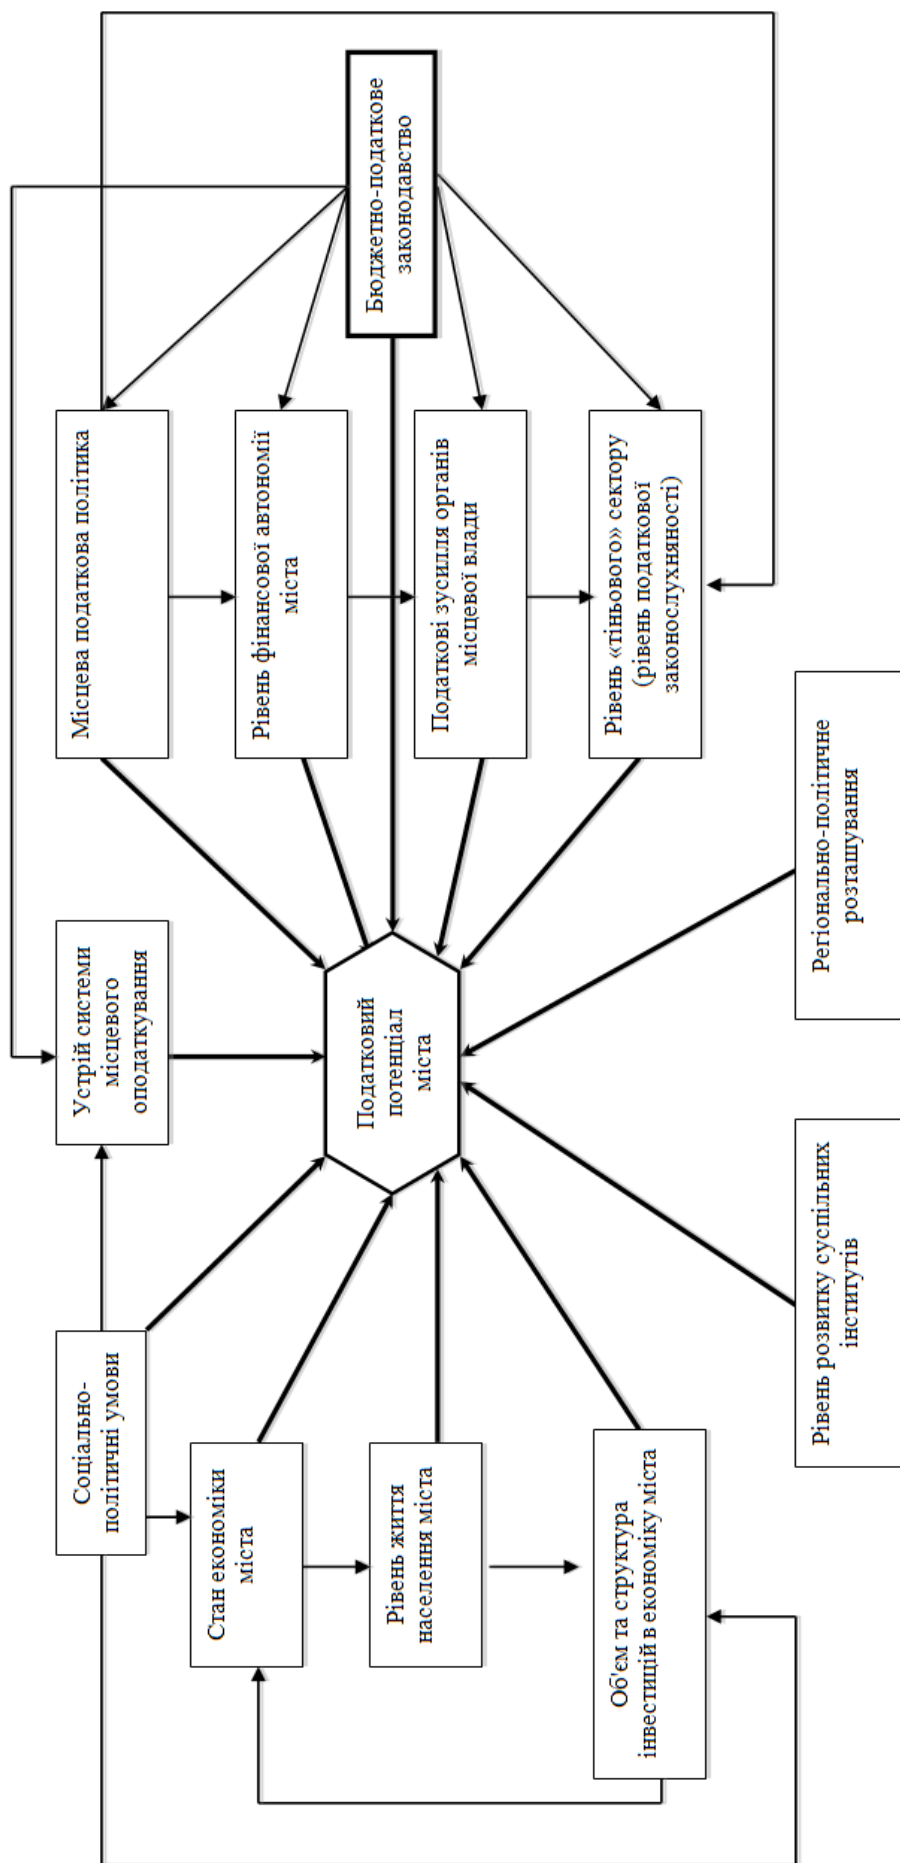 Соціально-
політичні умови
Устрій системи
місцевого
оподаткування
Місцева податкова політика
Стан економіки
міста
Рівень фінансової автономії
міста
Бюджетно-податкове
законодавство
Податковий
потенціал
міста
Рівень життя
населення міста
Податкові зусилля органів
місцевої влади
Об'єм та структура
інвестицій в економіку міста
Рівень «тіньового» сектору
(рівень податкової
законослухняності)
Рівень розвитку суспільних
інститутів
Регіонально-політичне
розташування